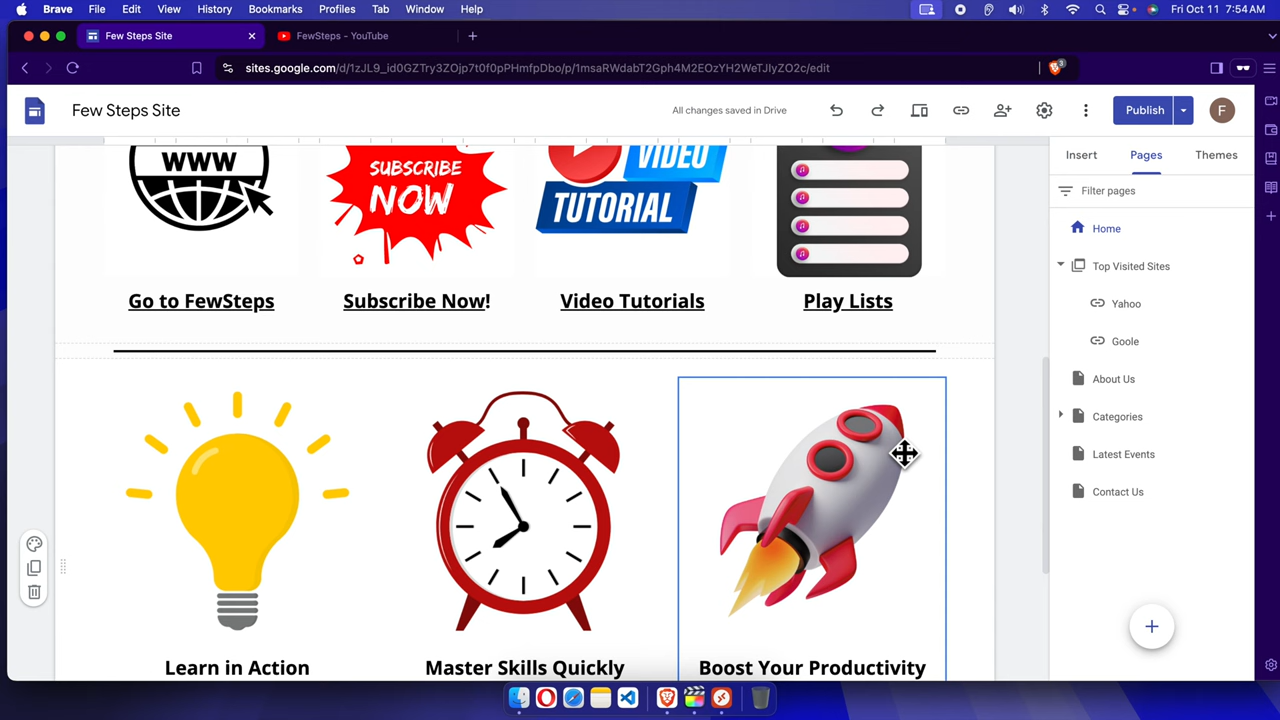 Brave File Edit View History Bookmarks Profiles Tab Window Help Fri Oct 11 7:54 AM
Few Steps Site
FewSteps - YouTube
sites.google.com/d/1zJL9_id0GZTry3ZOjp7t0f0pPHmfpDbo/p/1msaRWdabT2Gph4M2EOzYH2WeTJIyZO2c/edit
3
Few Steps Site
All changes saved in Drive
Publish
F
Insert
Pages
Themes
Filter pages
Home
Top Visited Sites
Yahoo
Goole
About Us
Categories
Latest Events
Contact Us
WWW
SUBSCRIBE
NOW
VIDEO
TUTORIAL
Go to FewSteps
Subscribe Now!
Video Tutorials
Play Lists
Learn in Action
Master Skills Quickly
Boost Your Productivity